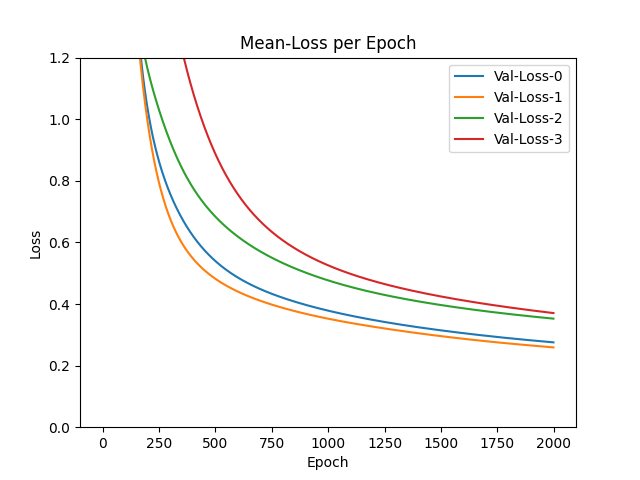 Mean-Loss per Epoch
Val-Loss-0
Val-Loss-1
Val-Loss-2
Val-Loss-3
Loss
1.2
1.0
0.8
0.6
0.4
0.2
0.0
0 250 500 750 1000 1250 1500 1750 2000
Epoch